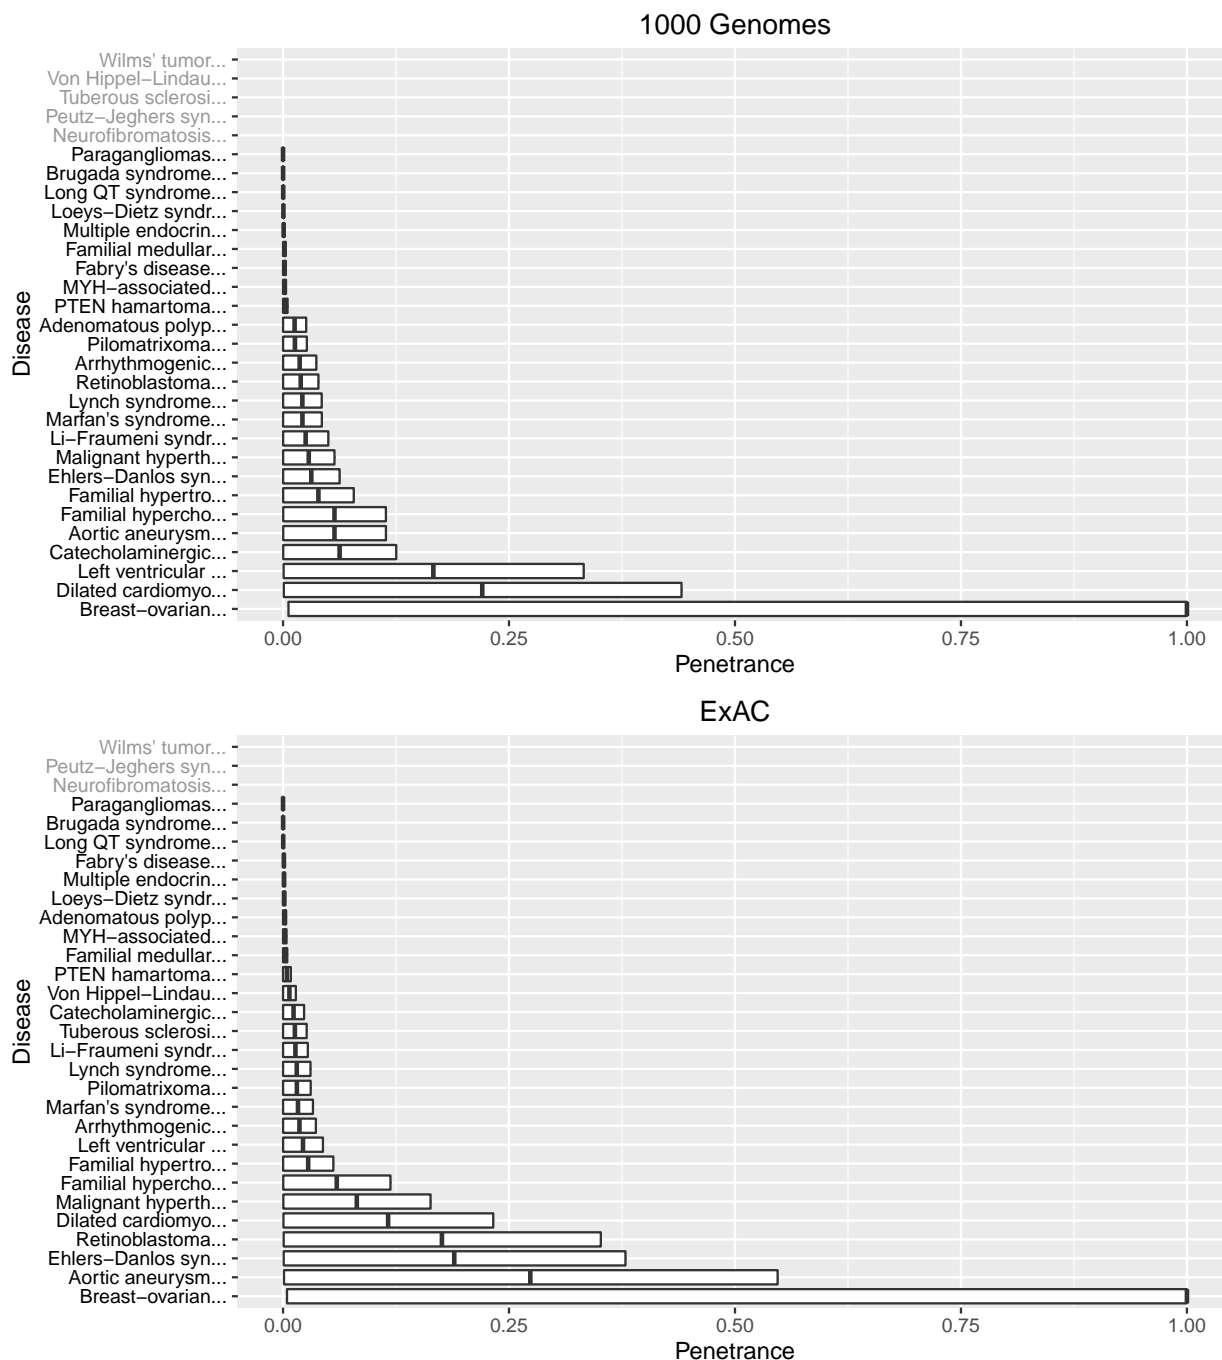 1000 Genomes
Wilms' tumor...
Von Hippel−Lindau...
Tuberous sclerosi...
Peutz−Jeghers syn...
Neurofibromatosis...
Paragangliomas...
Brugada syndrome...
Long QT syndrome...
Loeys−Dietz syndr...
Multiple endocrin...
Familial medullar...
Fabry's disease...
MYH−associated...
PTEN hamartoma...
Adenomatous polyp...
Pilomatrixoma...
Arrhythmogenic...
Retinoblastoma...
Lynch syndrome...
Marfan's syndrome...
Li−Fraumeni syndr...
Malignant hyperth...
Ehlers−Danlos syn...
Familial hypertro...
Familial hypercho...
Aortic aneurysm...
Catecholaminergic...
Left ventricular ...
Dilated cardiomyo...
Breast−ovarian...
Disease
0.00 0.25 0.50 0.75 1.00
Penetrance
ExAC
Wilms' tumor...
Peutz−Jeghers syn...
Neurofibromatosis...
Paragangliomas...
Brugada syndrome...
Long QT syndrome...
Fabry's disease...
Multiple endocrin...
Loeys−Dietz syndr...
Adenomatous polyp...
MYH−associated...
Familial medullar...
PTEN hamartoma...
Von Hippel−Lindau...
Catecholaminergic...
Tuberous sclerosi...
Li−Fraumeni syndr...
Lynch syndrome...
Pilomatrixoma...
Marfan's syndrome...
Arrhythmogenic...
Left ventricular ...
Familial hypertro...
Familial hypercho...
Malignant hyperth...
Dilated cardiomyo...
Retinoblastoma...
Ehlers−Danlos syn...
Aortic aneurysm...
Breast−ovarian...
Disease
0.00 0.25 0.50 0.75 1.00
Penetrance